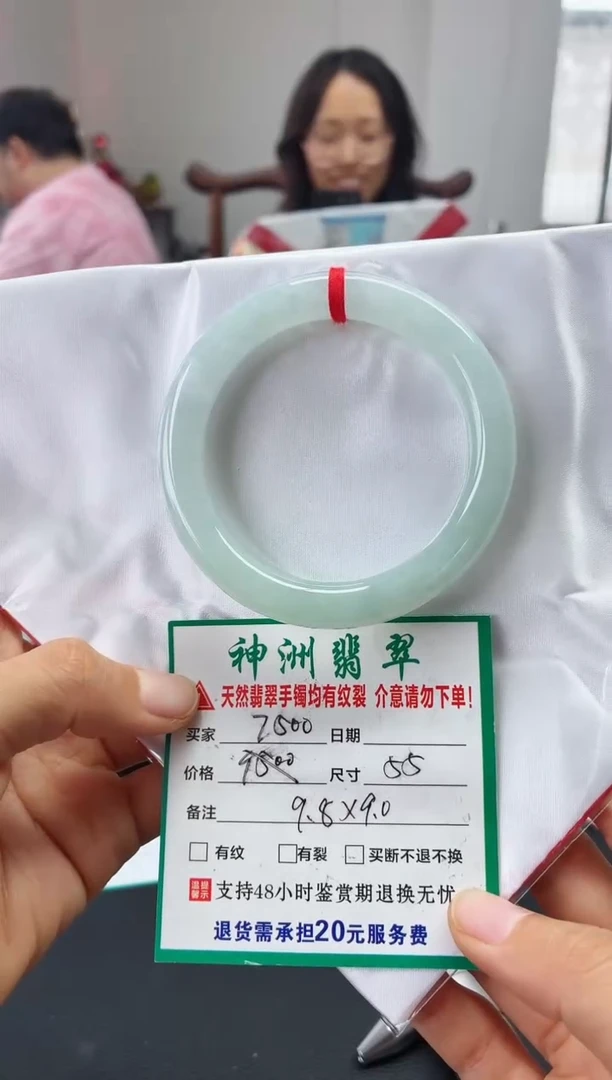 神洲翡翠
天然翡翠手镯均有纹裂 介意请勿下单！
买家 7500 日期
价格 9500 尺寸 55
备注 9.8×9.0
有纹 有裂 买断不退不换
温馨提示 支持48小时鉴赏期退换无忧
退货需承担20元服务费